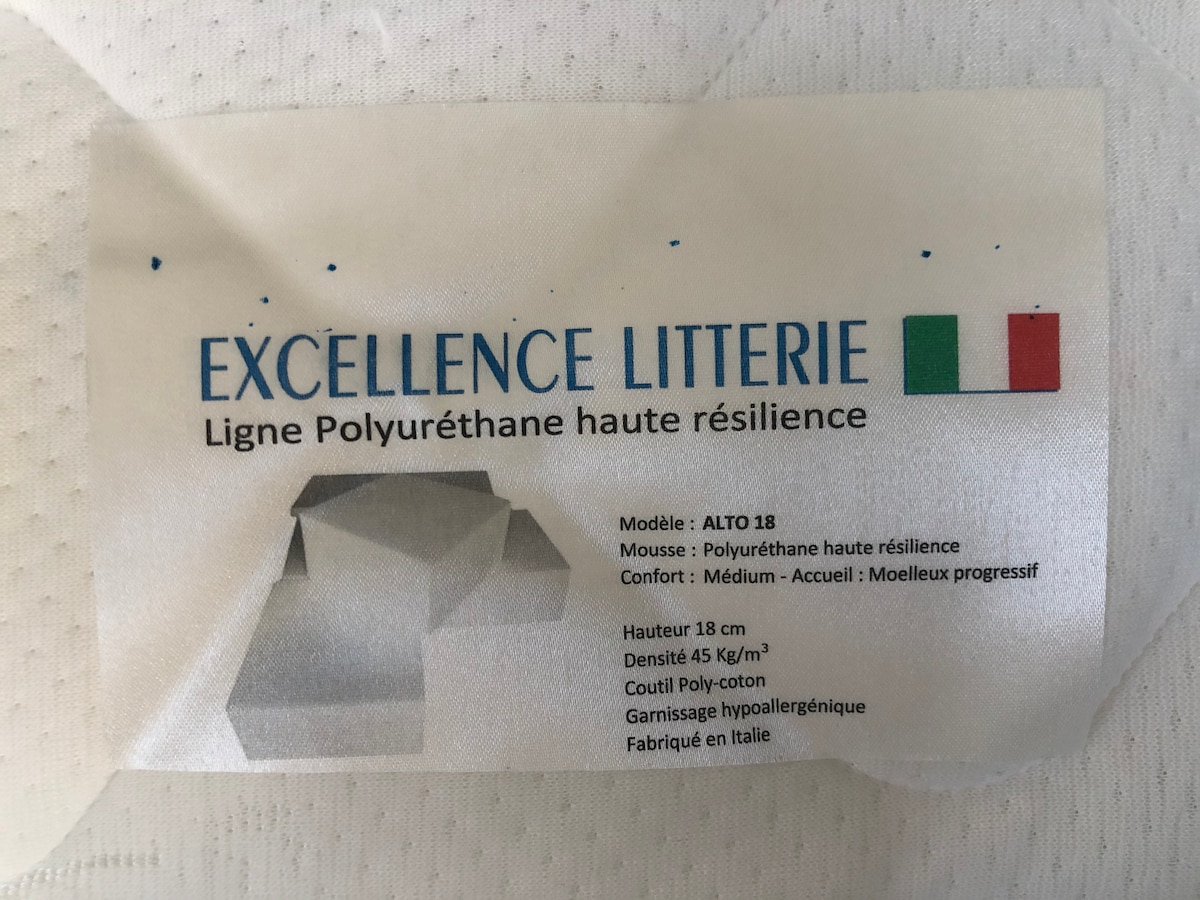 EXCELLENCE LITTERIE
Ligne Polyuréthane haute résilience
Modèle : ALTO 18
Mousse : Polyuréthane haute résilience
Confort : Médium - Accueil : Moelleux progressif
Hauteur 18 cm
Densité 45 Kg/m³
Coutil Poly-coton
Garnissage hypoallergénique
Fabriqué en Italie